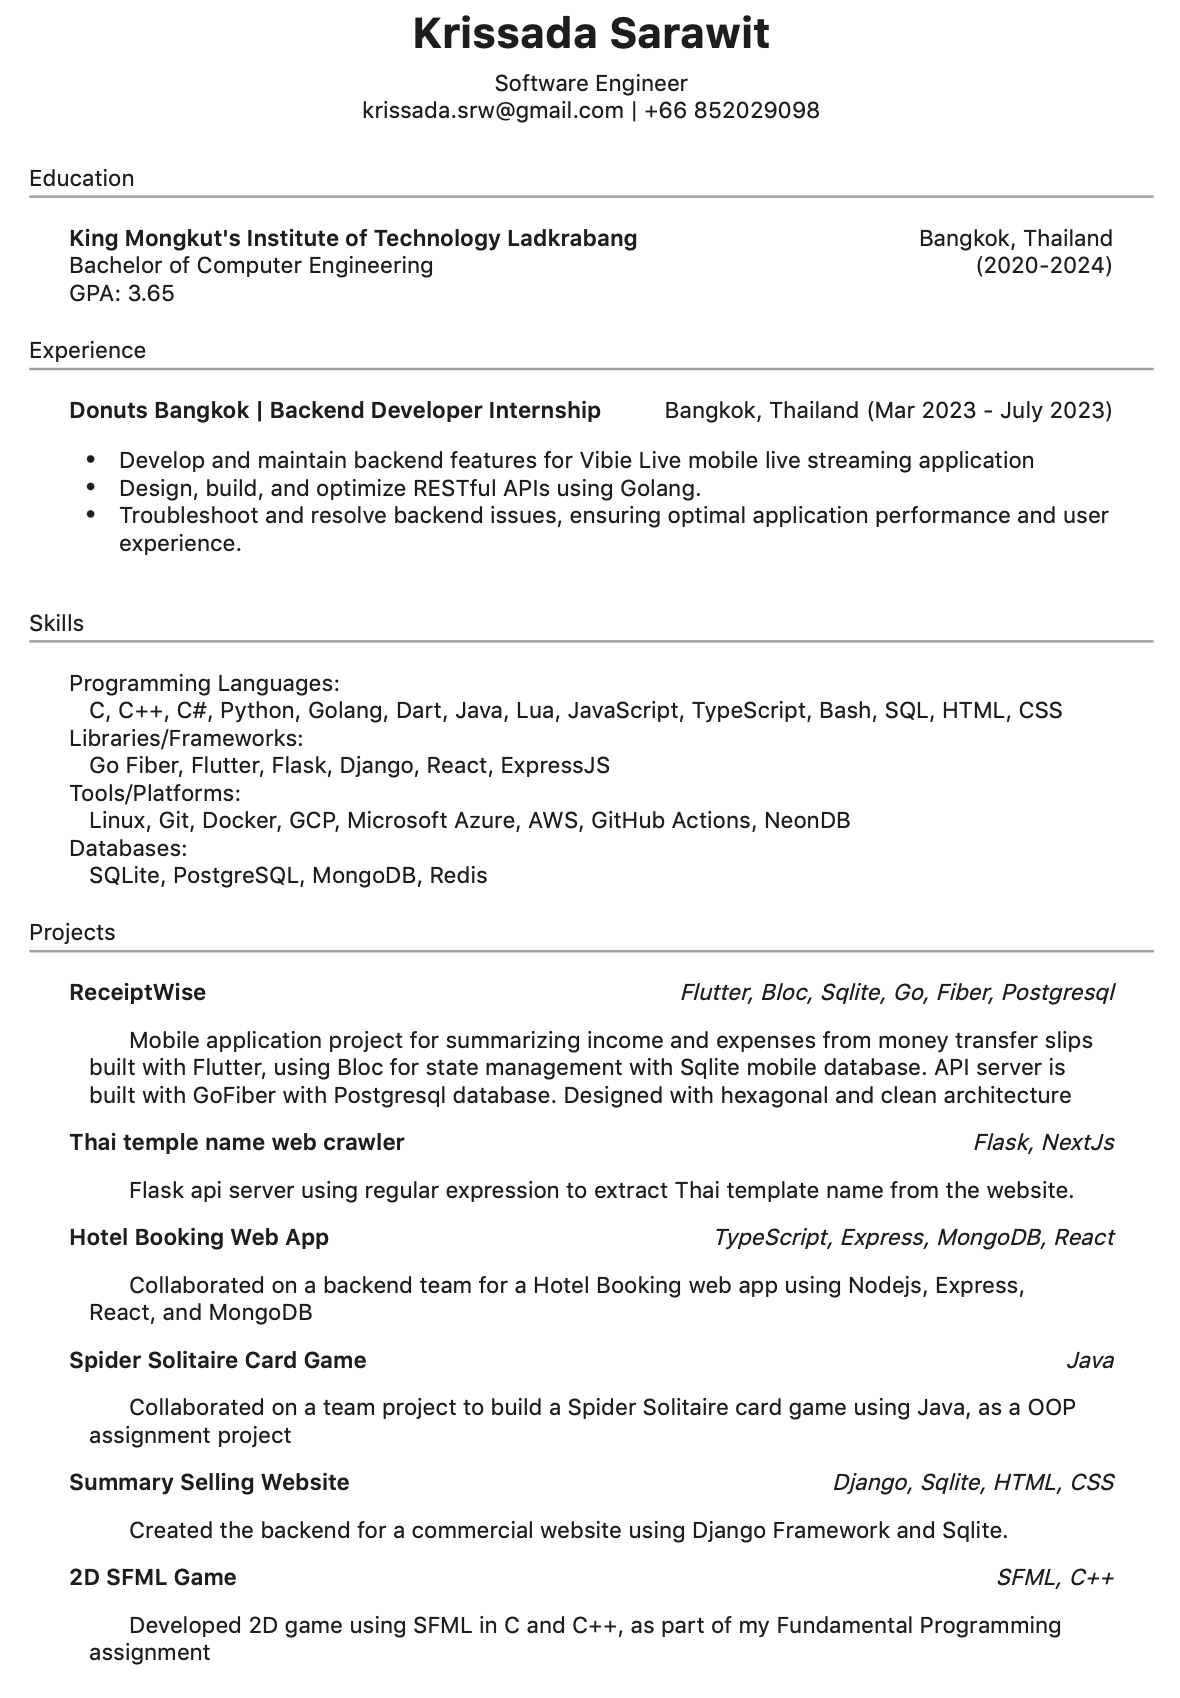 Krissada Sarawit
Software Engineer
krissada.srw@gmail.com | +66 852029098
Education
King Mongkut's Institute of Technology Ladkrabang Bangkok, Thailand
Bachelor of Computer Engineering (2020-2024)
GPA: 3.65
Experience
Donuts Bangkok | Backend Developer Internship Bangkok, Thailand (Mar 2023 - July 2023)
• Develop and maintain backend features for Vibie Live mobile live streaming application
• Design, build, and optimize RESTful APIs using Golang.
• Troubleshoot and resolve backend issues, ensuring optimal application performance and user
experience.
Skills
Programming Languages:
C, C++, C#, Python, Golang, Dart, Java, Lua, JavaScript, TypeScript, Bash, SQL, HTML, CSS
Libraries/Frameworks:
Go Fiber, Flutter, Flask, Django, React, ExpressJS
Tools/Platforms:
Linux, Git, Docker, GCP, Microsoft Azure, AWS, GitHub Actions, NeonDB
Databases:
SQLite, PostgreSQL, MongoDB, Redis
Projects
ReceiptWise Flutter, Bloc, Sqlite, Go, Fiber, Postgresql
Mobile application project for summarizing income and expenses from money transfer slips
built with Flutter, using Bloc for state management with Sqlite mobile database. API server is
built with GoFiber with Postgresql database. Designed with hexagonal and clean architecture
Thai temple name web crawler Flask, NextJs
Flask api server using regular expression to extract Thai template name from the website.
Hotel Booking Web App TypeScript, Express, MongoDB, React
Collaborated on a backend team for a Hotel Booking web app using Nodejs, Express,
React, and MongoDB
Spider Solitaire Card Game Java
Collaborated on a team project to build a Spider Solitaire card game using Java, as a OOP
assignment project
Summary Selling Website Django, Sqlite, HTML, CSS
Created the backend for a commercial website using Django Framework and Sqlite.
2D SFML Game SFML, C++
Developed 2D game using SFML in C and C++, as part of my Fundamental Programming
assignment